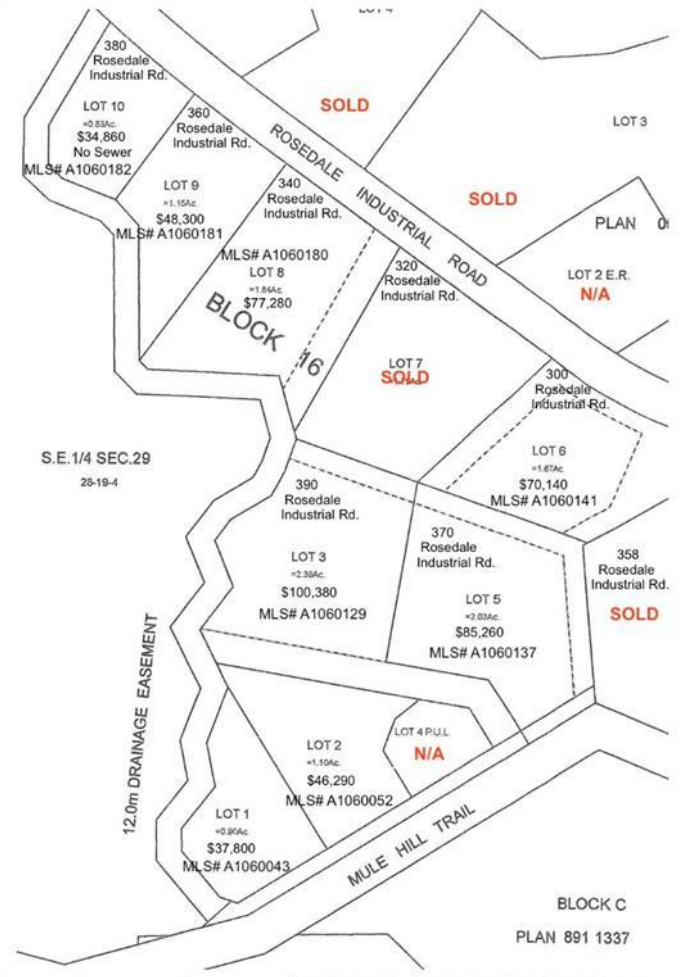 LOT 4
380
Rosedale
Industrial Rd.
LOT 10
=0.83Ac.
$34,860
No Sewer
MLS# A1060182
360
Rosedale
Industrial Rd.
LOT 9
=1.15Ac.
$48,300
MLS# A1060181
SOLD
ROSEDALE INDUSTRIAL ROAD
LOT 3
SOLD
PLAN
340
Rosedale
Industrial Rd.
MLS# A1060180
LOT 8
=1.84Ac.
$77,280
BLOCK 16
320
Rosedale
Industrial Rd.
LOT 7
SOLD
LOT 2 E.R.
N/A
300
Rosedale
Industrial Rd.
LOT 6
=1.67Ac.
$70,140
MLS# A1060141
S.E.1/4 SEC.29
28-19-4
390
Rosedale
Industrial Rd.
LOT 3
=2.39Ac.
$100,380
MLS# A1060129
370
Rosedale
Industrial Rd.
LOT 5
=2.03Ac.
$85,260
MLS# A1060137
358
Rosedale
Industrial Rd.
SOLD
12.0m DRAINAGE EASEMENT
LOT 2
=1.10Ac.
$46,290
MLS# A1060052
LOT 4 P.U.L.
N/A
LOT 1
=0.90Ac.
$37,800
MLS# A1060043
MULE HILL TRAIL
BLOCK C
PLAN 891 1337